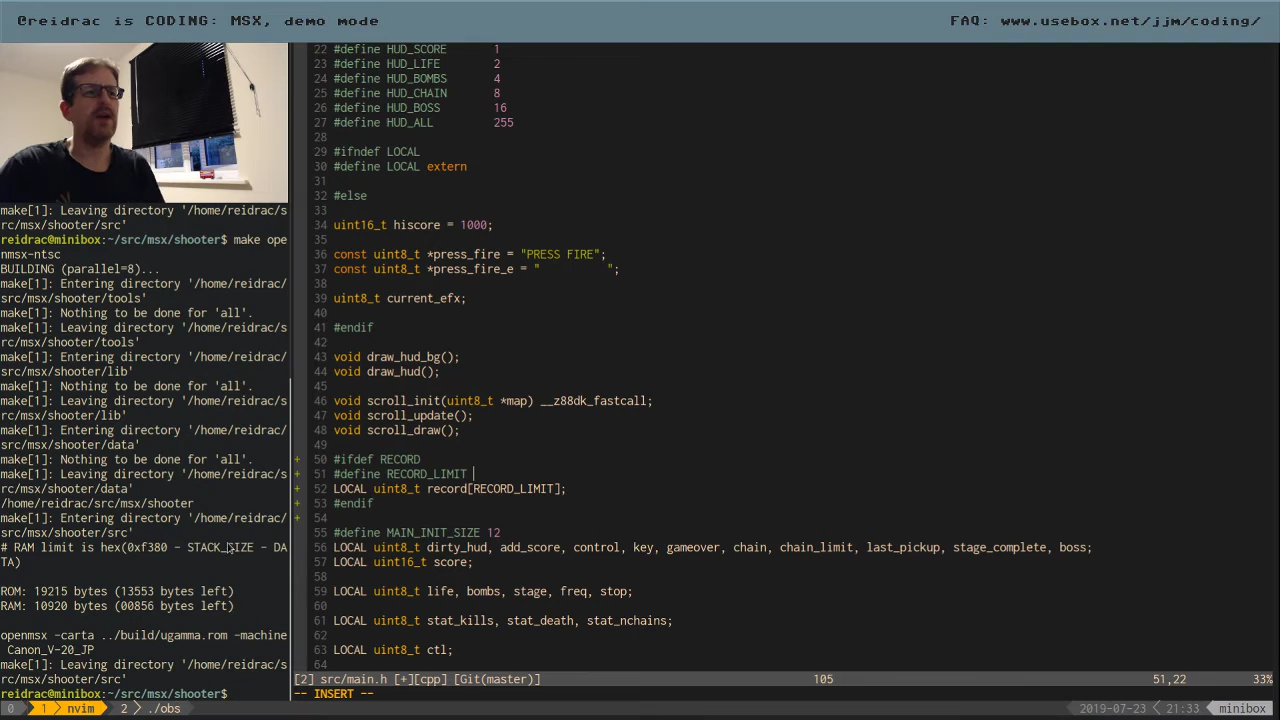 @reidrac is CODING: MSX, demo mode
FAQ: www.usebox.net/jjm/coding/
make[1]: Leaving directory '/home/reidrac/s
rc/msx/shooter/src'
reidrac@minibox:~/src/msx/shooter$ make ope
nmsx-ntsc
BUILDING (parallel=8)...
make[1]: Entering directory '/home/reidrac/
src/msx/shooter/tools'
make[1]: Nothing to be done for 'all'.
make[1]: Leaving directory '/home/reidrac/s
rc/msx/shooter/tools'
make[1]: Entering directory '/home/reidrac/
src/msx/shooter/lib'
make[1]: Nothing to be done for 'all'.
make[1]: Leaving directory '/home/reidrac/s
rc/msx/shooter/lib'
make[1]: Entering directory '/home/reidrac/
src/msx/shooter/data'
make[1]: Nothing to be done for 'all'.
make[1]: Leaving directory '/home/reidrac/s
rc/msx/shooter/data'
/home/reidrac/src/msx/shooter
make[1]: Entering directory '/home/reidrac/
src/msx/shooter/src'
# RAM limit is hex(0xf380 - STACK_SIZE - DA
TA)
ROM: 19215 bytes (13553 bytes left)
RAM: 10920 bytes (00856 bytes left)
openmsx -carta ../build/ugamma.rom -machine
Canon_V-20_JP
make[1]: Leaving directory '/home/reidrac/s
rc/msx/shooter/src'
reidrac@minibox:~/src/msx/shooter$
22 #define HUD_SCORE 1
23 #define HUD_LIFE 2
24 #define HUD_BOMBS 4
25 #define HUD_CHAIN 8
26 #define HUD_BOSS 16
27 #define HUD_ALL 255
28
29 #ifndef LOCAL
30 #define LOCAL extern
31
32 #else
33
34 uint16_t hiscore = 1000;
35
36 const uint8_t *press_fire = "PRESS FIRE";
37 const uint8_t *press_fire_e = "          ";
38
39 uint8_t current_efx;
40
41 #endif
42
43 void draw_hud_bg();
44 void draw_hud();
45
46 void scroll_init(uint8_t *map) __z88dk_fastcall;
47 void scroll_update();
48 void scroll_draw();
49
+ 50 #ifdef RECORD
+ 51 #define RECORD_LIMIT
+ 52 LOCAL uint8_t record[RECORD_LIMIT];
+ 53 #endif
+ 54
55 #define MAIN_INIT_SIZE 12
56 LOCAL uint8_t dirty_hud, add_score, control, key, gameover, chain, chain_limit, last_pickup, stage_complete, boss;
57 LOCAL uint16_t score;
58
59 LOCAL uint8_t life, bombs, stage, freq, stop;
60
61 LOCAL uint8_t stat_kills, stat_death, stat_nchains;
62
63 LOCAL uint8_t ctl;
64
[2] src/main.h [+][cpp] [Git(master)] 105 51,22 33%
-- INSERT --
0 1 nvim 2 ./obs 2019-07-23 21:33 minibox